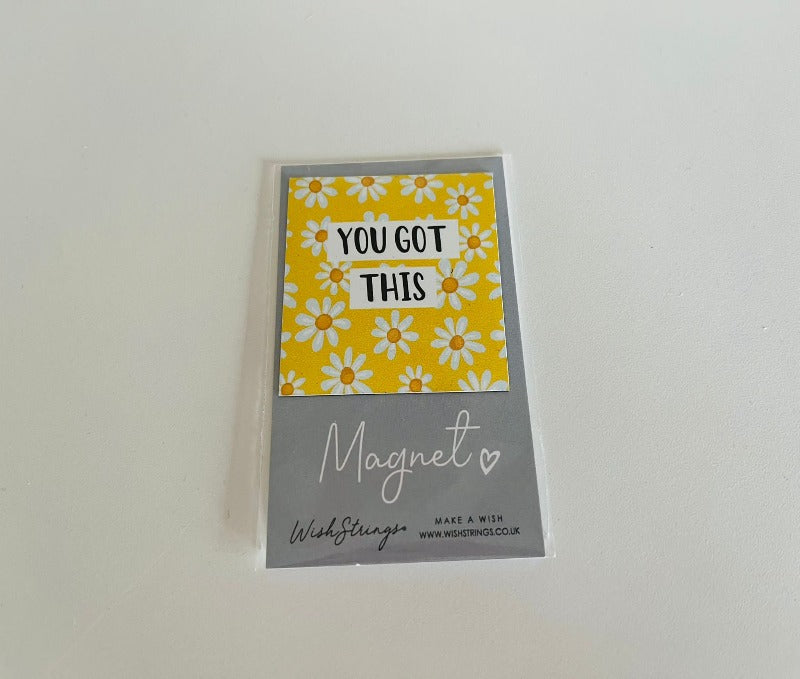 YOU GOT
THIS
Magnet
WishStrings
MAKE A WISH
WWW.WISHSTRINGS.CO.UK